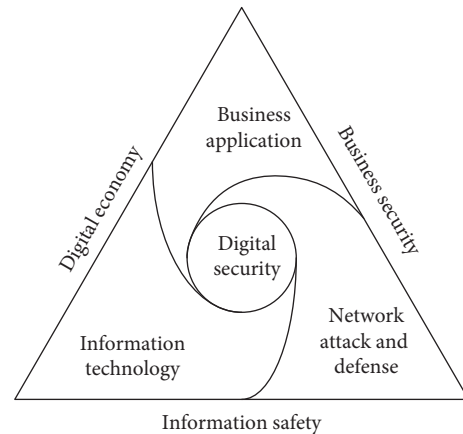 Business
application
Digital economy
Business security
Digital
security
Information
technology
Network
attack and
defense
Information safety